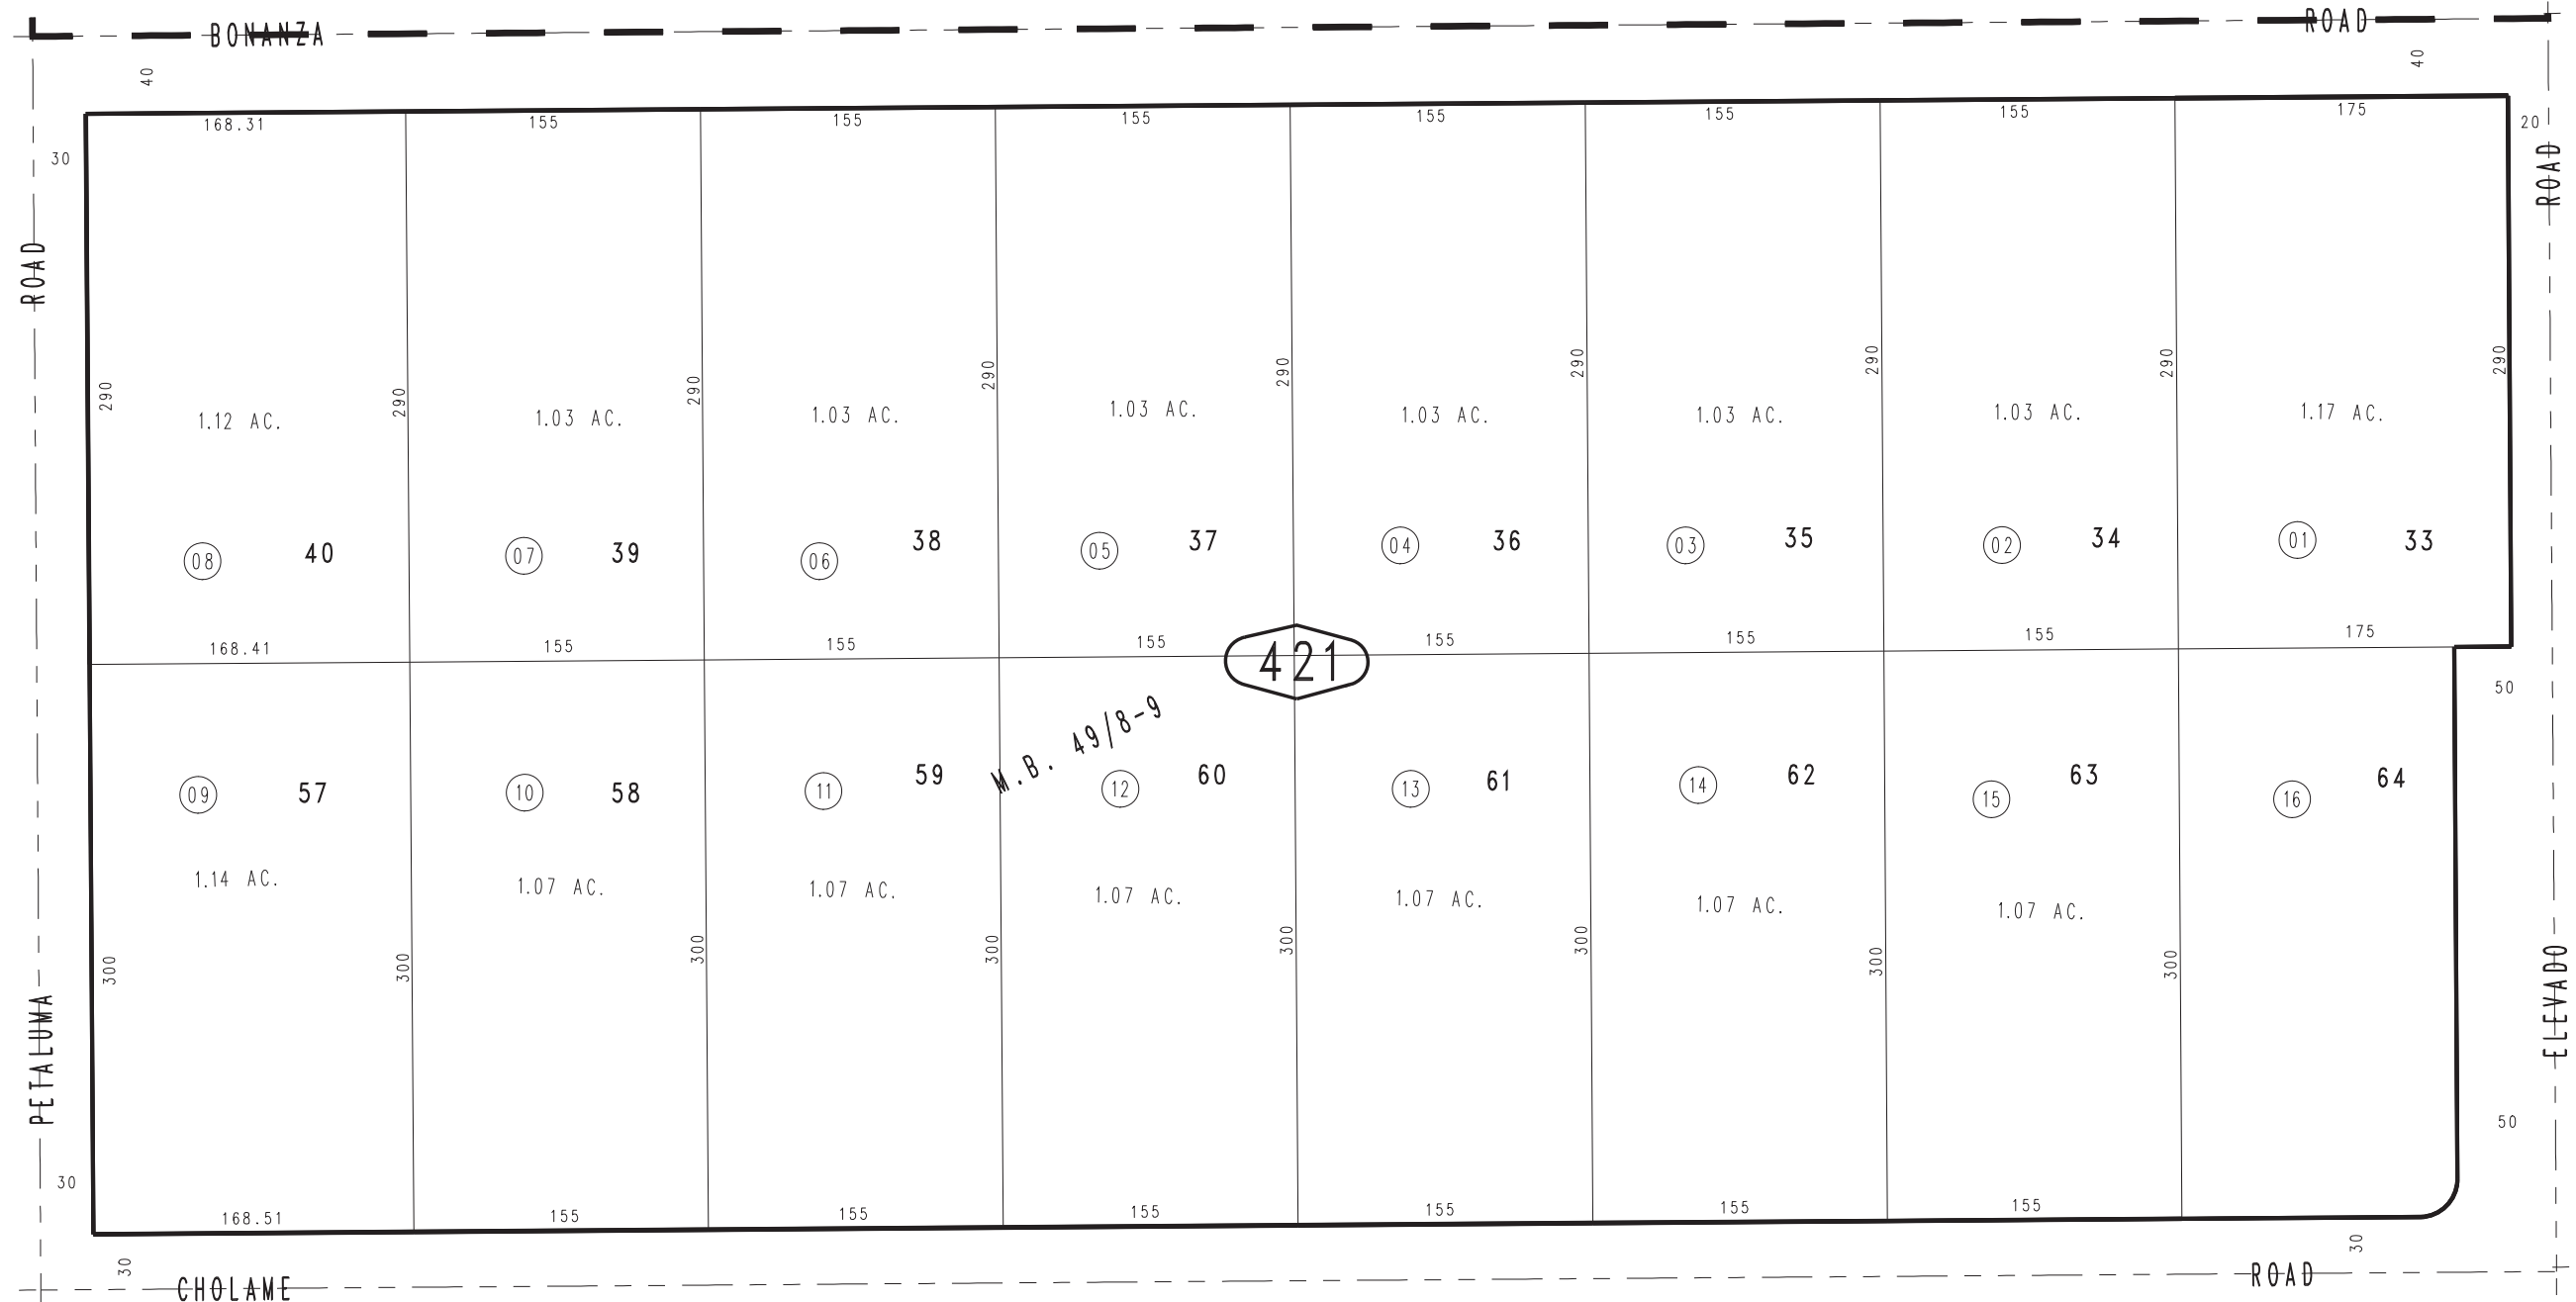 BONANZA ROAD
40 40
168.31 155 155 155 155 155 155 175
30 20
ROAD ROAD
290 290 290 290 290 290 290 290 290
1.12 AC. 1.03 AC. 1.03 AC. 1.03 AC. 1.03 AC. 1.03 AC. 1.03 AC. 1.17 AC.
08 40 07 39 06 38 05 37 04 36 03 35 02 34 01 33
168.41 155 155 155 155 155 155 175
421
50
M.B. 49/8-9
09 57 10 58 11 59 12 60 13 61 14 62 15 63 16 64
1.14 AC. 1.07 AC. 1.07 AC. 1.07 AC. 1.07 AC. 1.07 AC. 1.07 AC.
300 300 300 300 300 300 300 300
PETALUMA ELEVADO
50
30
168.51 155 155 155 155 155 155
30 30
CHOLAME ROAD